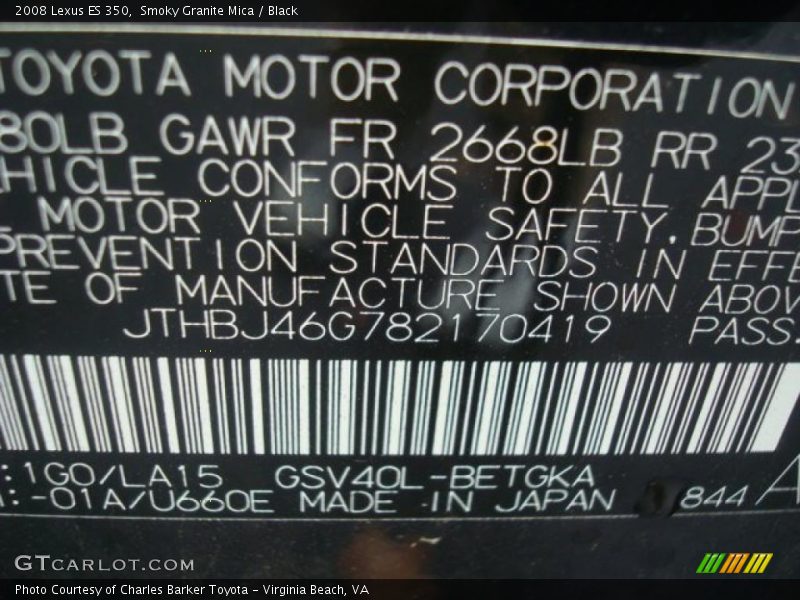 2008 Lexus ES 350, Smoky Granite Mica / Black
TOYOTA MOTOR CORPORATION
80LB GAWR FR 2668LB RR 23
HICLE CONFORMS TO ALL APPL
L MOTOR VEHICLE SAFETY, BUMP
PREVENTION STANDARDS IN EFFE
TE OF MANUFACTURE SHOWN ABOV
JTHBJ46G782170419 PASS.
:1G0/LA15 GSV40L-BETGKA
:-01A/U660E MADE IN JAPAN 844 A
GTCARLOT.COM
Photo Courtesy of Charles Barker Toyota - Virginia Beach, VA